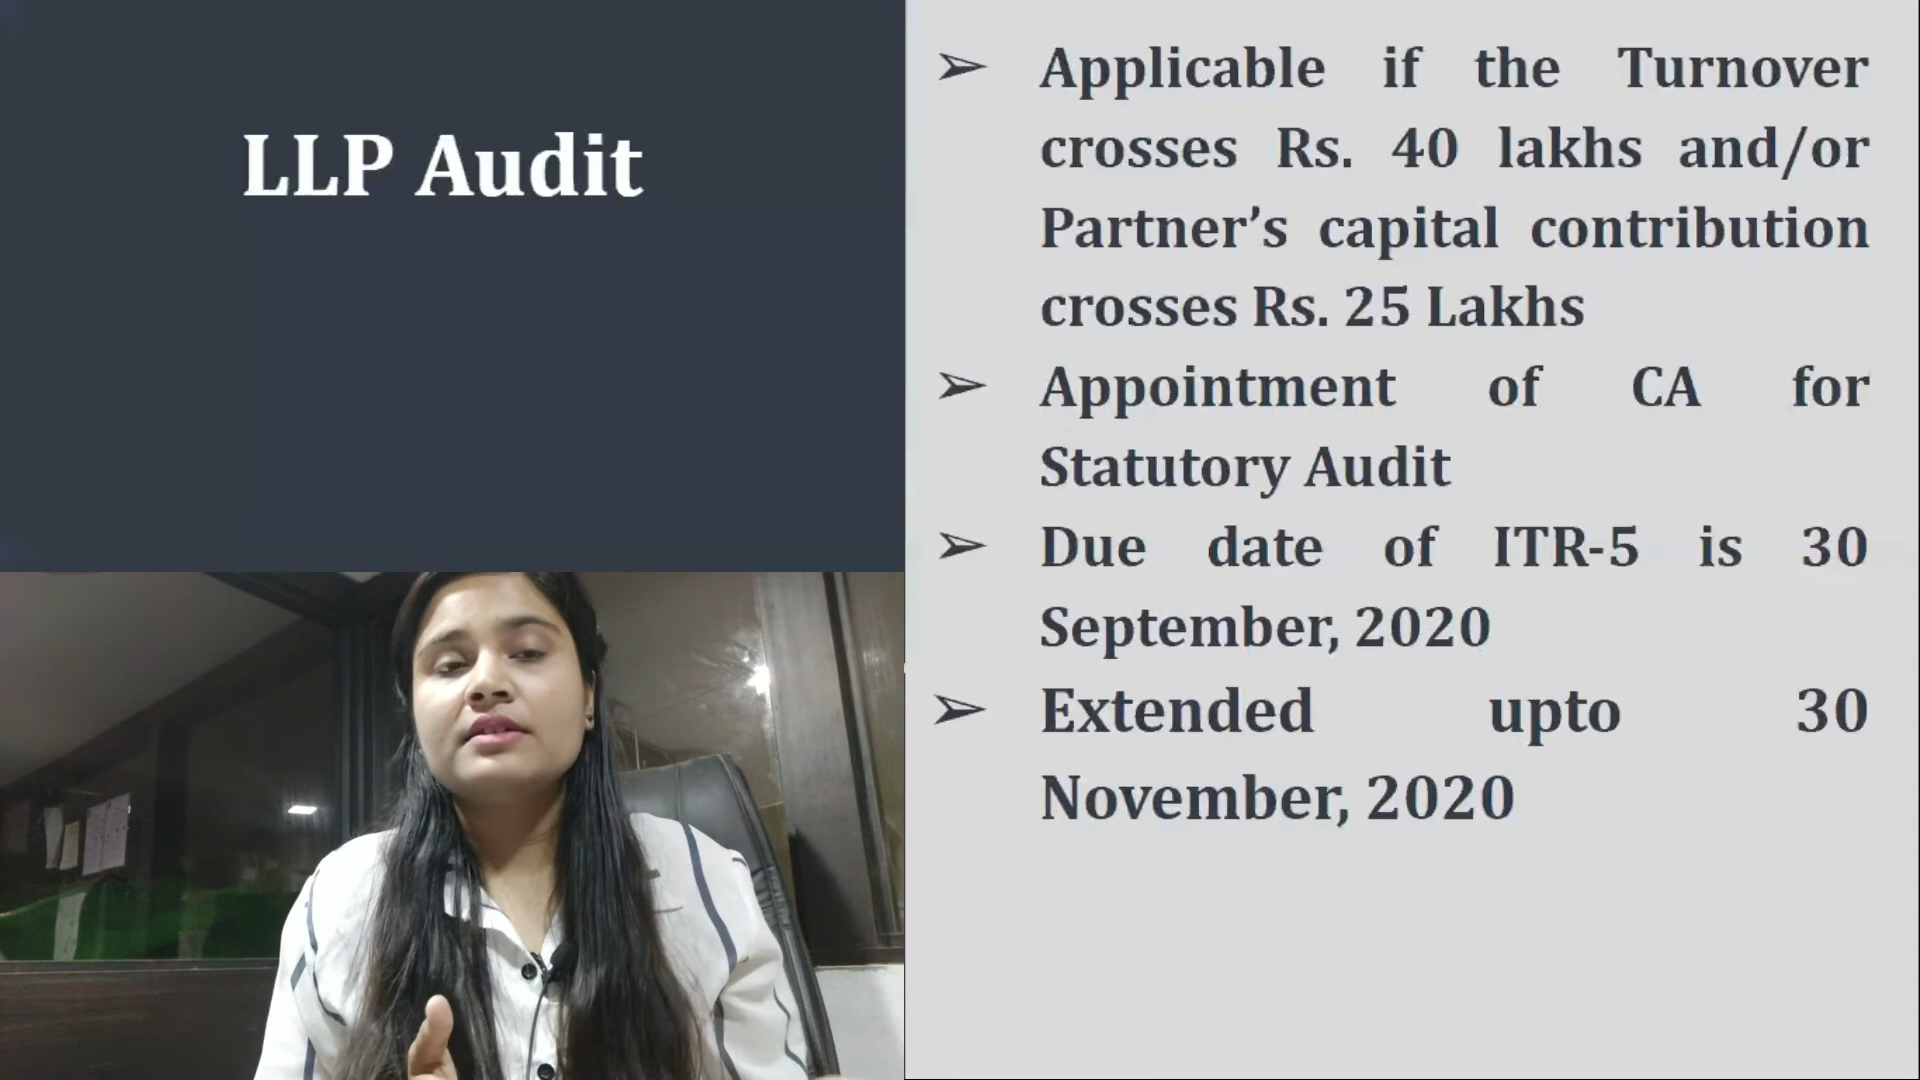 LLP Audit
➢ Applicable if the Turnover
crosses Rs. 40 lakhs and/or
Partner’s capital contribution
crosses Rs. 25 Lakhs
➢ Appointment of CA for
Statutory Audit
➢ Due date of ITR-5 is 30
September, 2020
➢ Extended upto 30
November, 2020